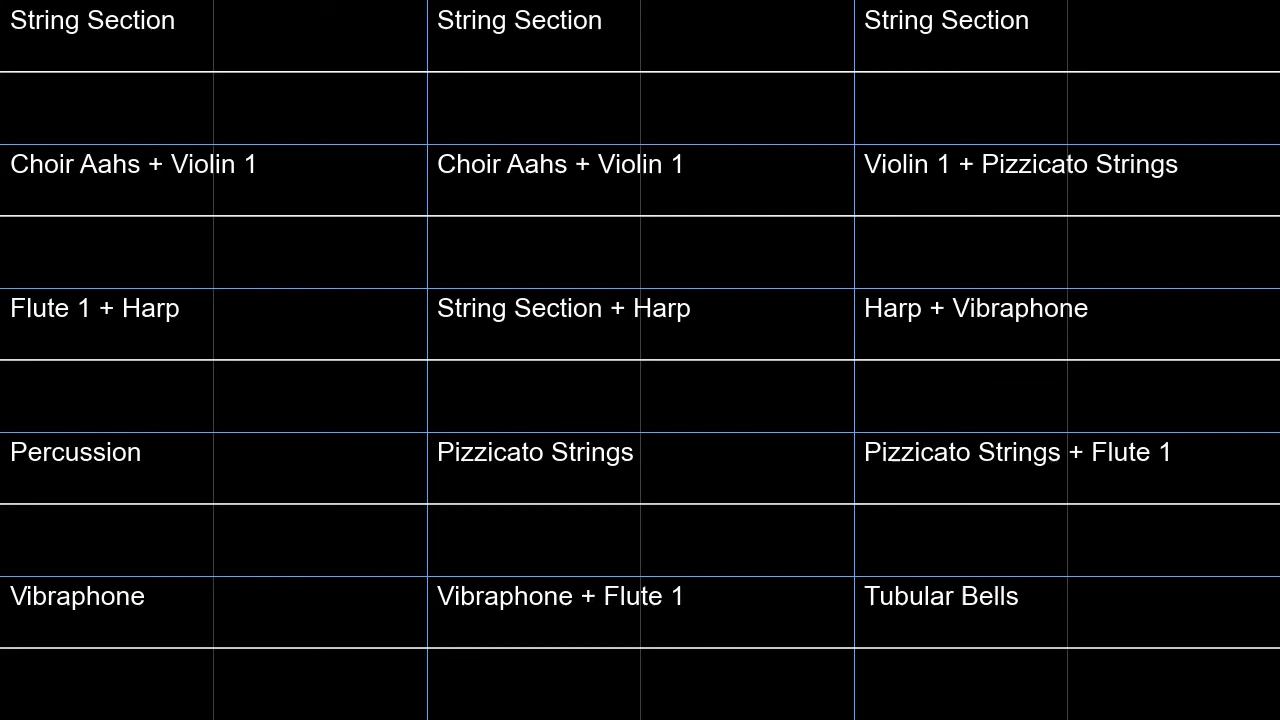 String Section
String Section
String Section
Choir Aahs + Violin 1
Choir Aahs + Violin 1
Violin 1 + Pizzicato Strings
Flute 1 + Harp
String Section + Harp
Harp + Vibraphone
Percussion
Pizzicato Strings
Pizzicato Strings + Flute 1
Vibraphone
Vibraphone + Flute 1
Tubular Bells